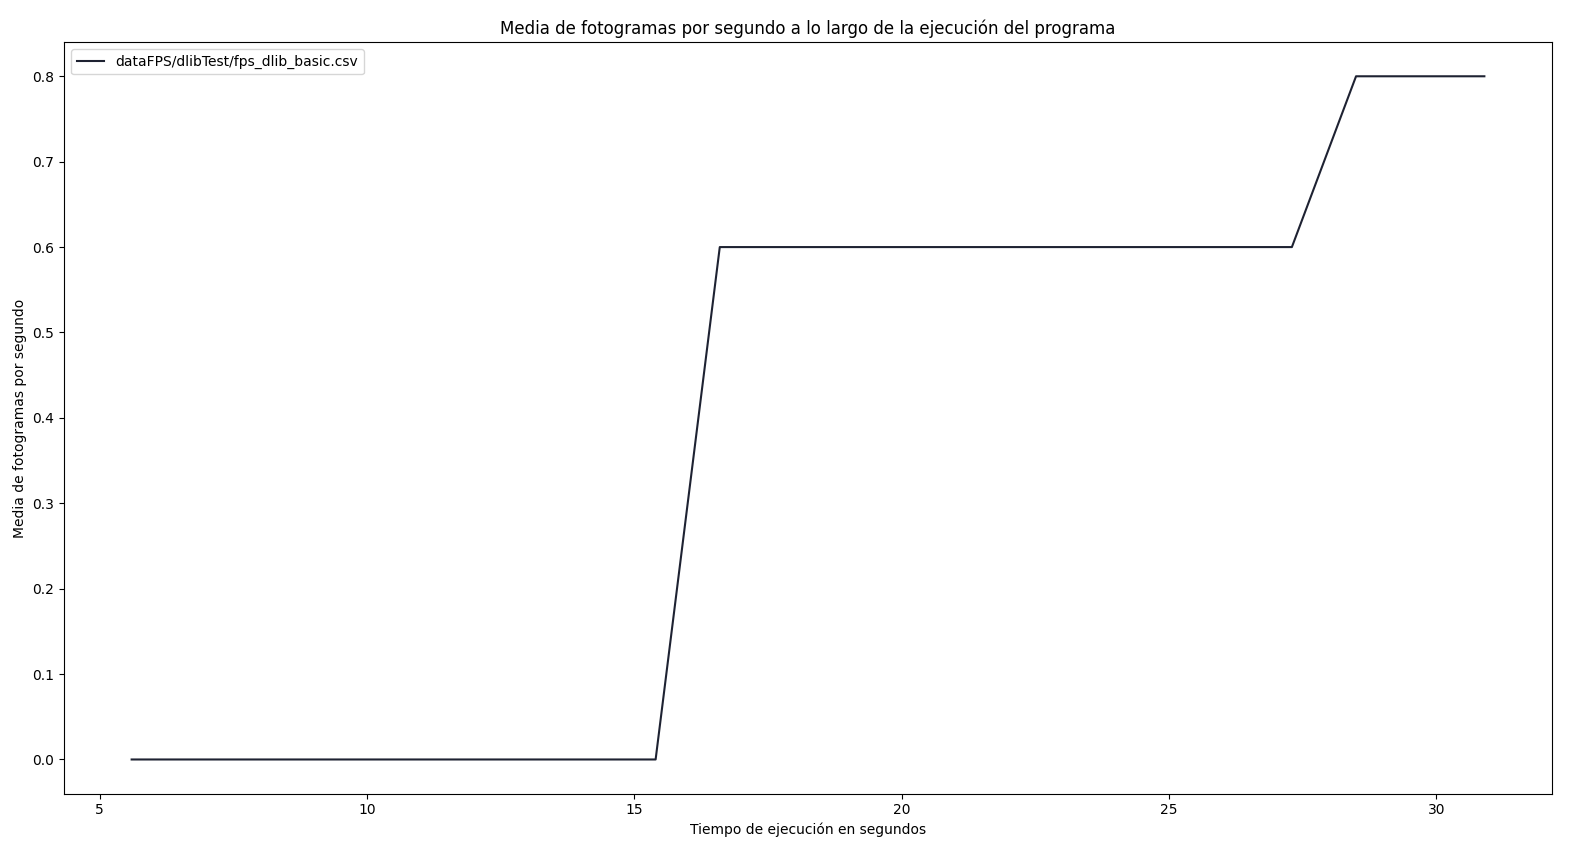 Media de fotogramas por segundo a lo largo de la ejecución del programa
dataFPS/dlibTest/fps_dlib_basic.csv
0.8
0.7
0.6
0.5
0.4
0.3
0.2
0.1
0.0
Media de fotogramas por segundo
5 10 15 20 25 30
Tiempo de ejecución en segundos